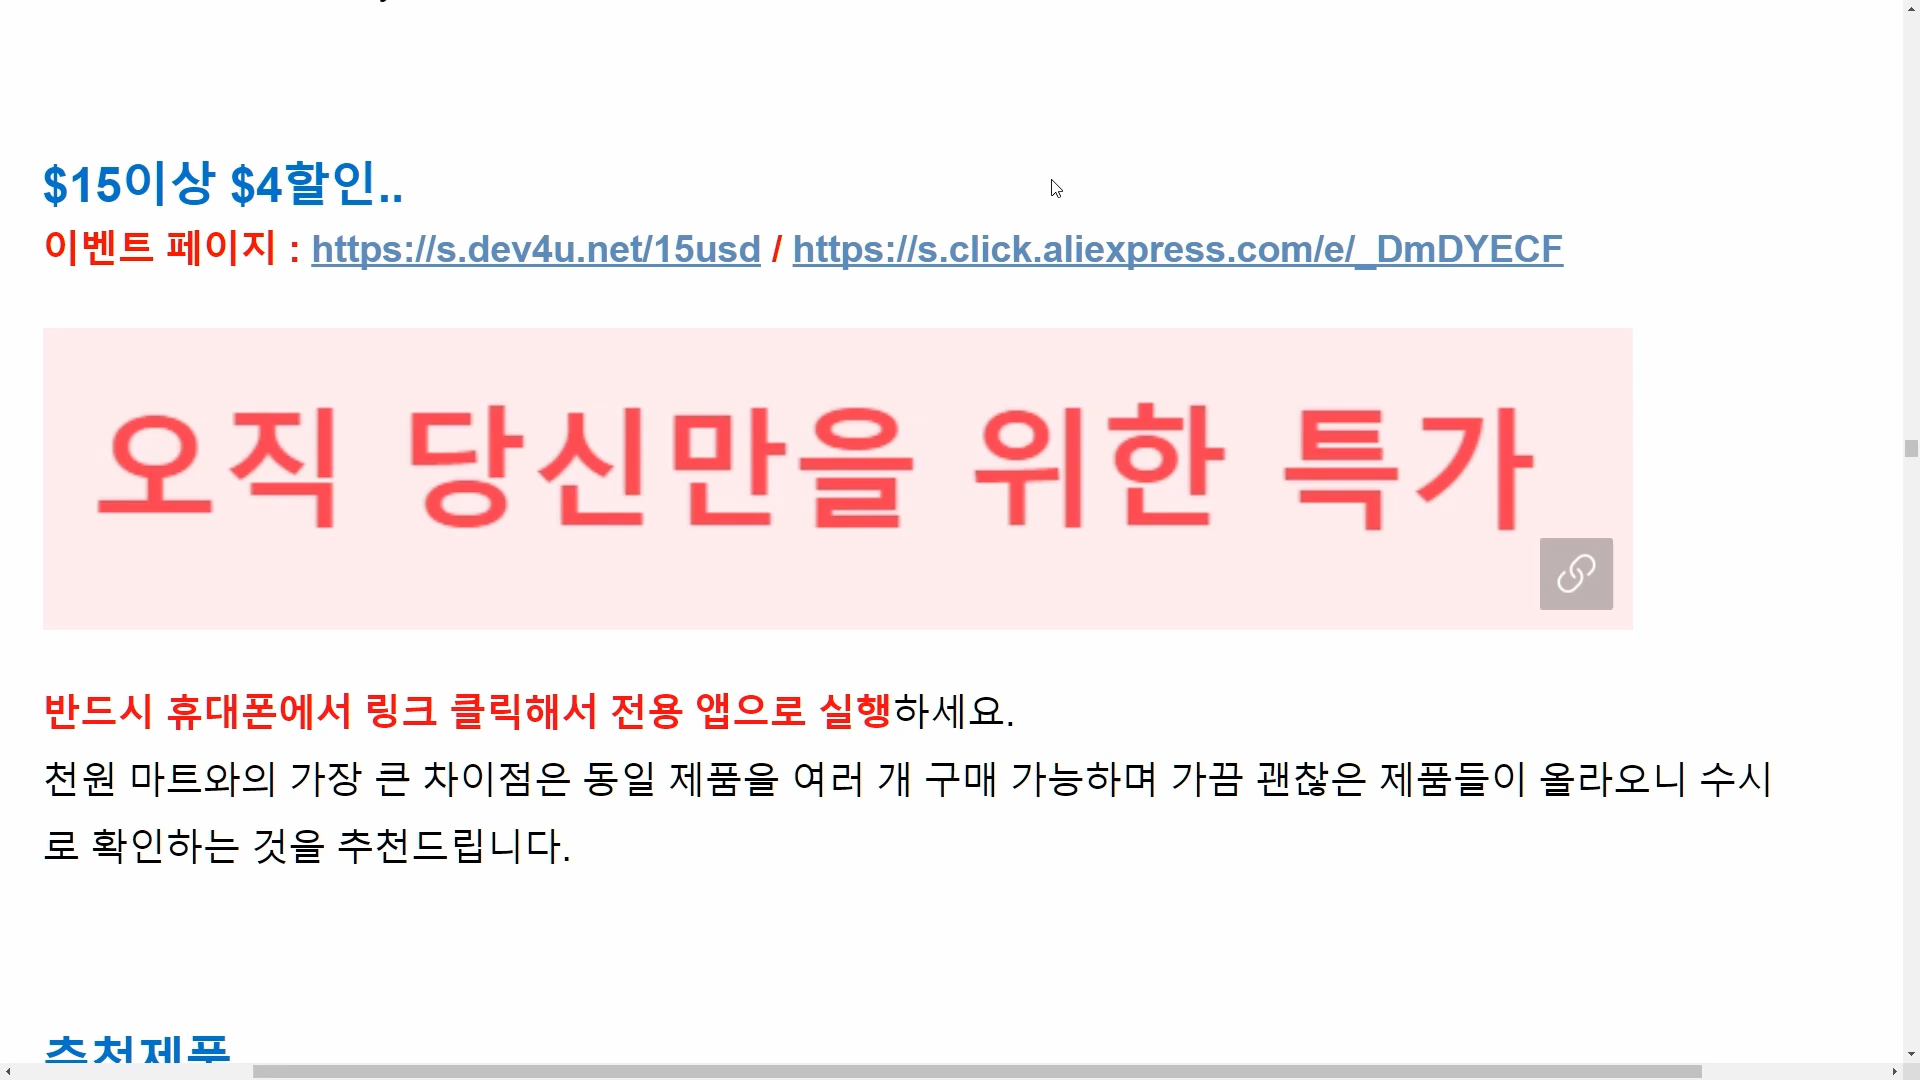 $15이상 $4할인..
이벤트 페이지 : https://s.dev4u.net/15usd / https://s.click.aliexpress.com/e/_DmDYECF
오직 당신만을 위한 특가
반드시 휴대폰에서 링크 클릭해서 전용 앱으로 실행하세요.
천원 마트와의 가장 큰 차이점은 동일 제품을 여러 개 구매 가능하며 가끔 괜찮은 제품들이 올라오니 수시
로 확인하는 것을 추천드립니다.
추천제품